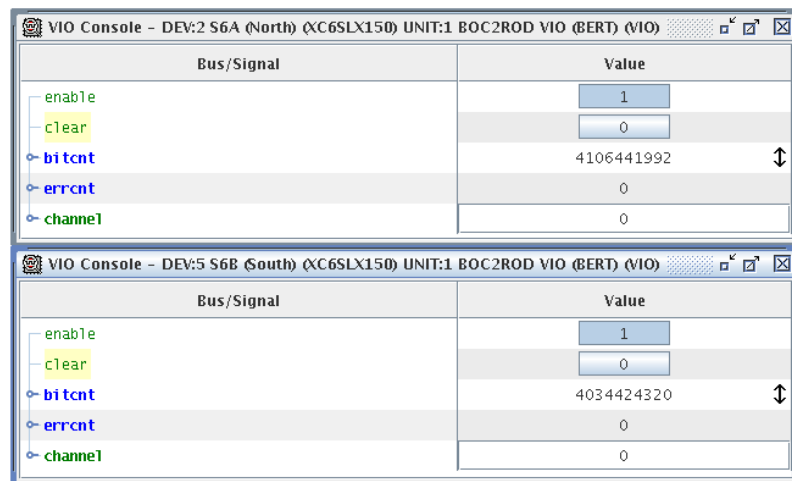 VIO Console - DEV:2 S6A (North) (XC6SLX150) UNIT:1 BOC2ROD VIO (BERT) (VIO)
Bus/Signal Value
enable 1
clear 0
bitcnt 4106441992
errcnt 0
channel 0
VIO Console - DEV:5 S6B (South) (XC6SLX150) UNIT:1 BOC2ROD VIO (BERT) (VIO)
Bus/Signal Value
enable 1
clear 0
bitcnt 4034424320
errcnt 0
channel 0